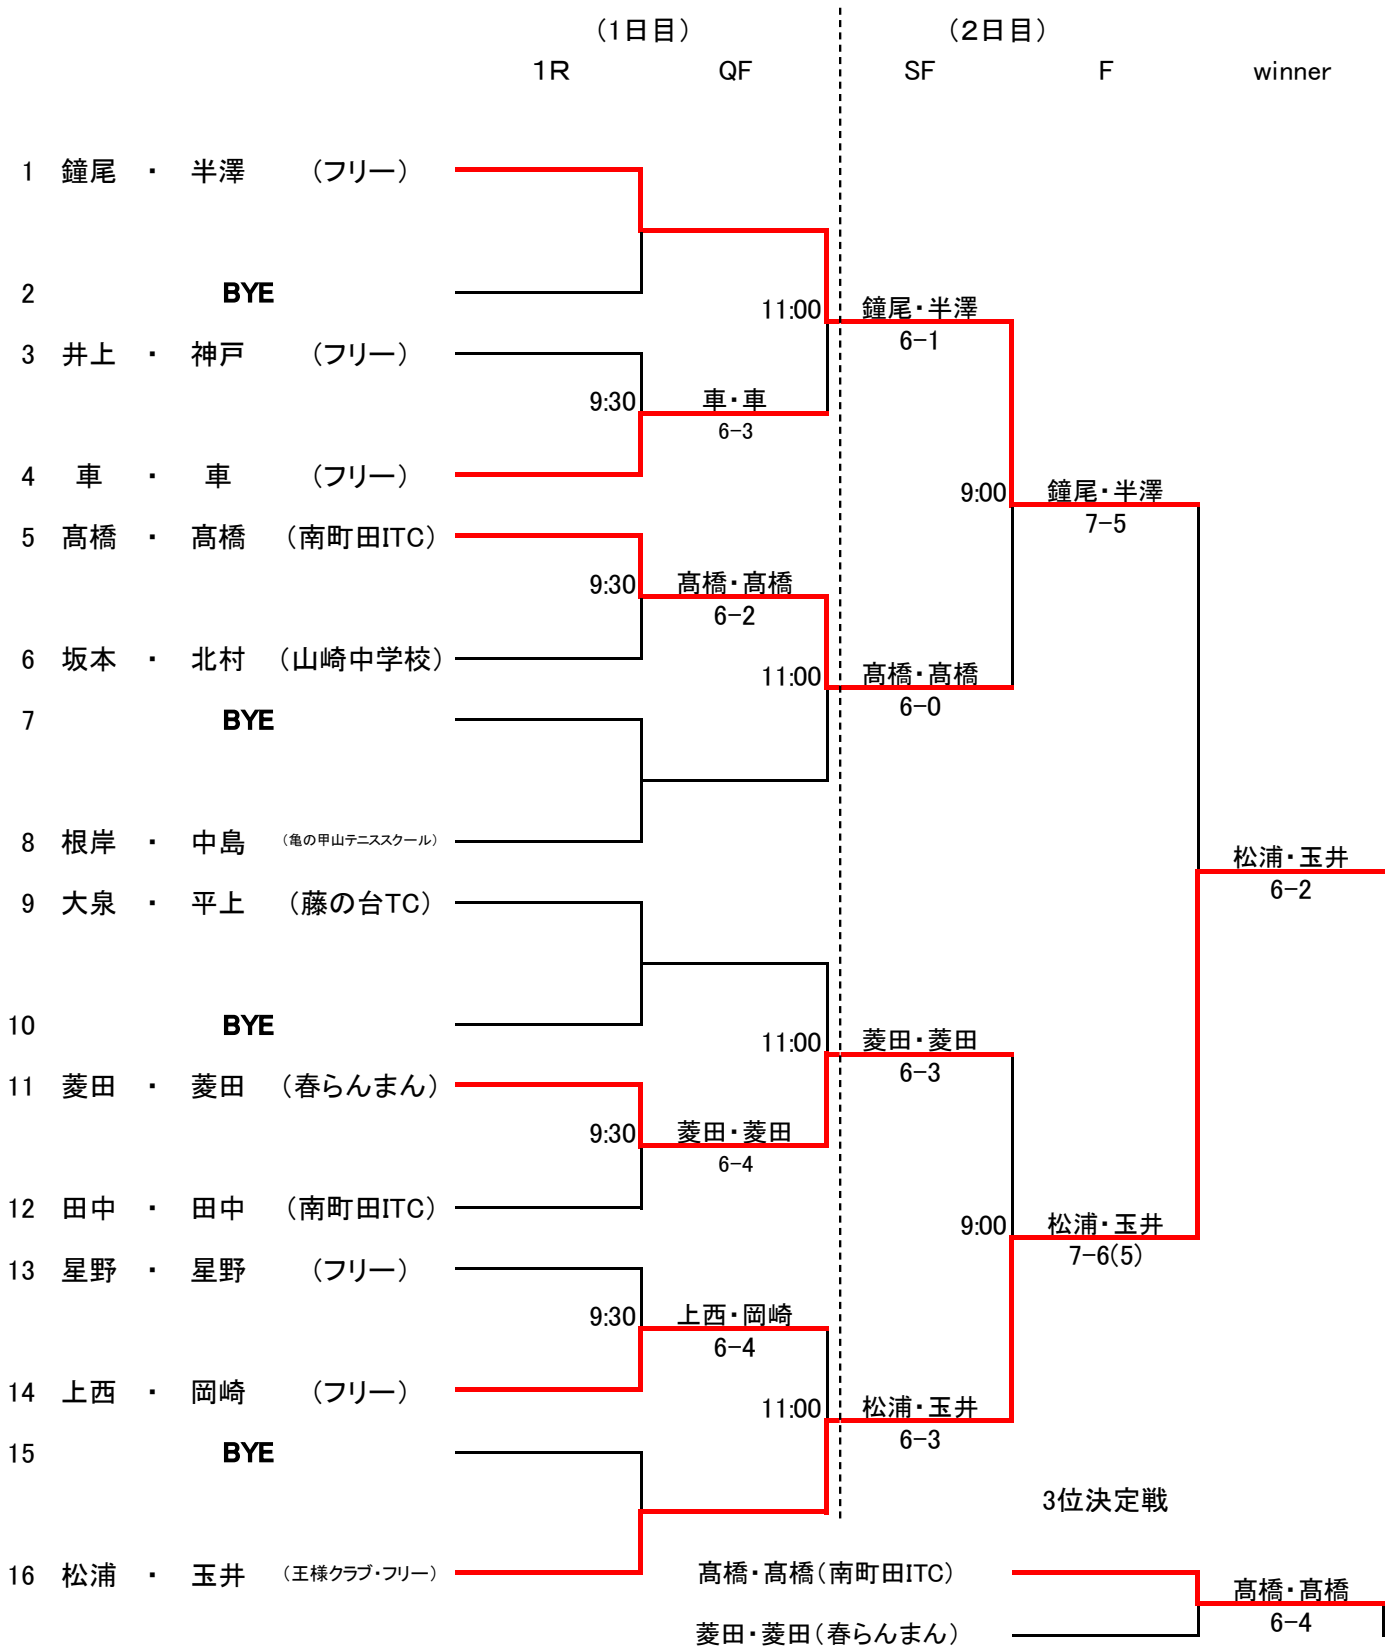 （1日目） （2日目）
1R QF SF F winner
1 鐘尾 ・ 半澤 （フリー）
2 BYE
11:00 鐘尾・半澤
6-1
3 井上 ・ 神戸 （フリー）
9:30 車・車
6-3
4 車 ・ 車 （フリー）
9:00 鐘尾・半澤
7-5
5 髙橋 ・ 髙橋 （南町田ITC）
9:30 髙橋・髙橋
6-2
6 坂本 ・ 北村 （山崎中学校）
11:00 髙橋・髙橋
6-0
7 BYE
8 根岸 ・ 中島 （亀の甲山テニススクール）
松浦・玉井
6-2
9 大泉 ・ 平上 （藤の台TC）
10 BYE
11:00 菱田・菱田
6-3
11 菱田 ・ 菱田 （春らんまん）
9:30 菱田・菱田
6-4
12 田中 ・ 田中 （南町田ITC）
9:00 松浦・玉井
7-6(5)
13 星野 ・ 星野 （フリー）
9:30 上西・岡崎
6-4
14 上西 ・ 岡崎 （フリー）
11:00 松浦・玉井
6-3
15 BYE
3位決定戦
16 松浦 ・ 玉井 （王様クラブ・フリー）
髙橋・髙橋（南町田ITC）
髙橋・髙橋
6-4
菱田・菱田（春らんまん）